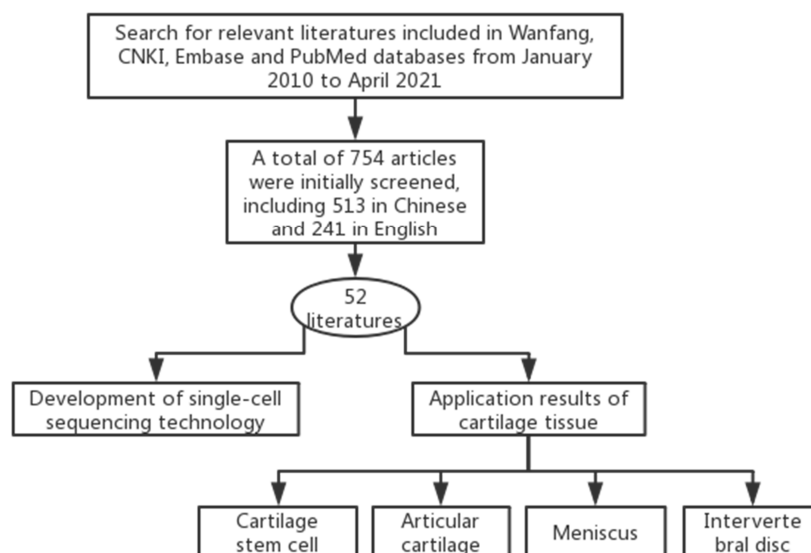 Search for relevant literatures included in Wanfang,
CNKI, Embase and PubMed databases from January
2010 to April 2021
A total of 754 articles
were initially screened,
including 513 in Chinese
and 241 in English
52
literatures
Development of single-cell
sequencing technology
Application results of
cartilage tissue
Cartilage
stem cell
Articular
cartilage
Meniscus
Interverte
bral disc